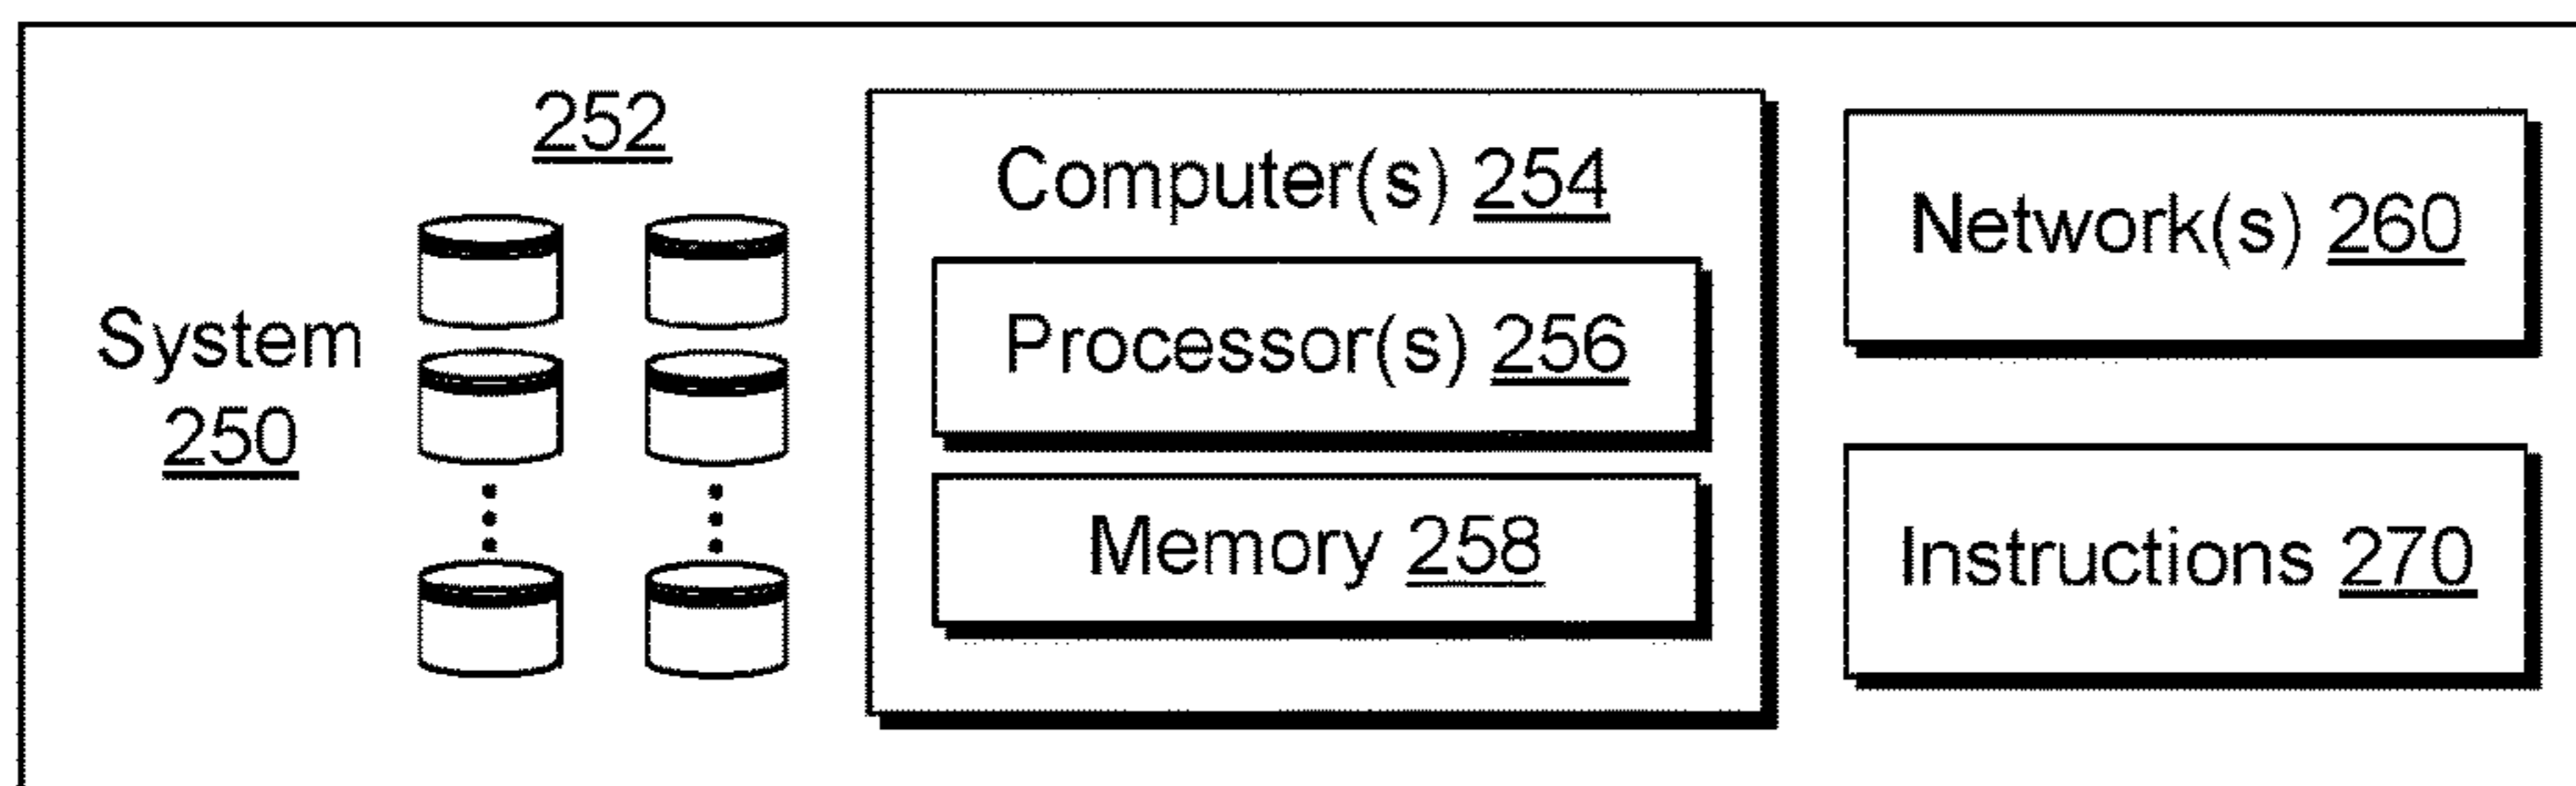 System
250
252
Computer(s) 254
Processor(s) 256
Memory 258
Network(s) 260
Instructions 270